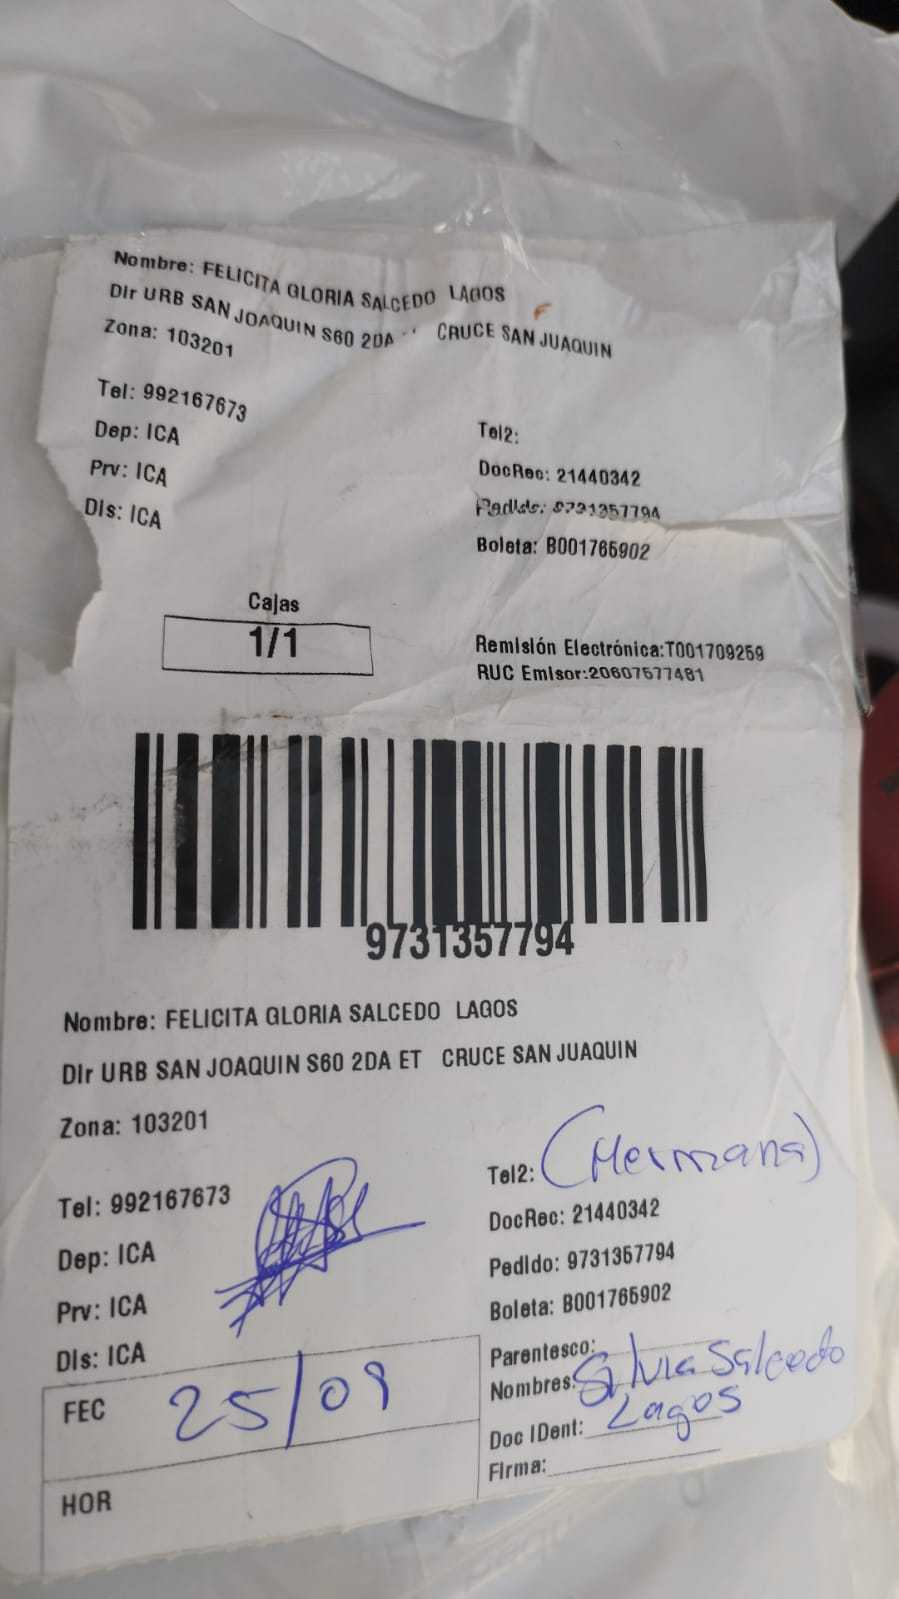 Nombre: FELICITA GLORIA SALCEDO LAGOS
Dir URB SAN JOAQUIN S60 2DA CRUCE SAN JUAQUIN
Zona: 103201
Tel: 992167673 Tel2:
Dep: ICA DocRec: 21440342
Prv: ICA Pedido: 9731357794
Dis: ICA Boleta: B001765902
Cajas
1/1
Remisión Electrónica:T001709259
RUC Emisor:20607577481
9731357794
Nombre: FELICITA GLORIA SALCEDO LAGOS
Dir URB SAN JOAQUIN S60 2DA ET CRUCE SAN JUAQUIN
Zona: 103201
Tel: 992167673 Tel2: (Hermana)
Dep: ICA DocRec: 21440342
Prv: ICA Pedido: 9731357794
Dis: ICA Boleta: B001765902
Parentesco:
Nombres: Silvia Salcedo
Lagos
Doc IDent:
Firma:
FEC 25/09
HOR